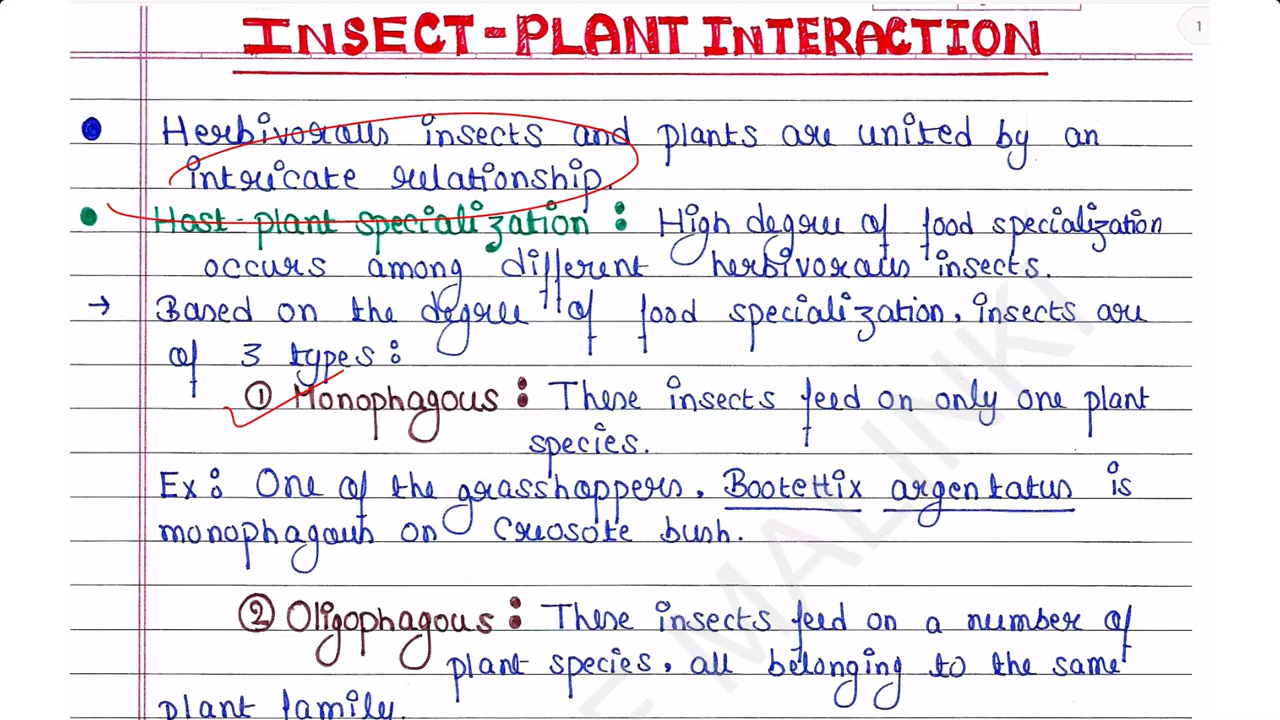 INSECT-PLANT INTERACTION
1
• Herbivorous insects and plants are united by an
intricate relationship.
• Host-plant specialization : High degree of food specialization
occurs among different herbivorous insects.
→ Based on the degree of food specialization, insects are
of 3 types:
① Monophagous : These insects feed on only one plant
species.
Ex: One of the grasshoppers, Bootettix argentatus is
monophagous on Creosote bush.
② Oligophagous : These insects feed on a number of
plant species, all belonging to the same
plant family.
MALINKI